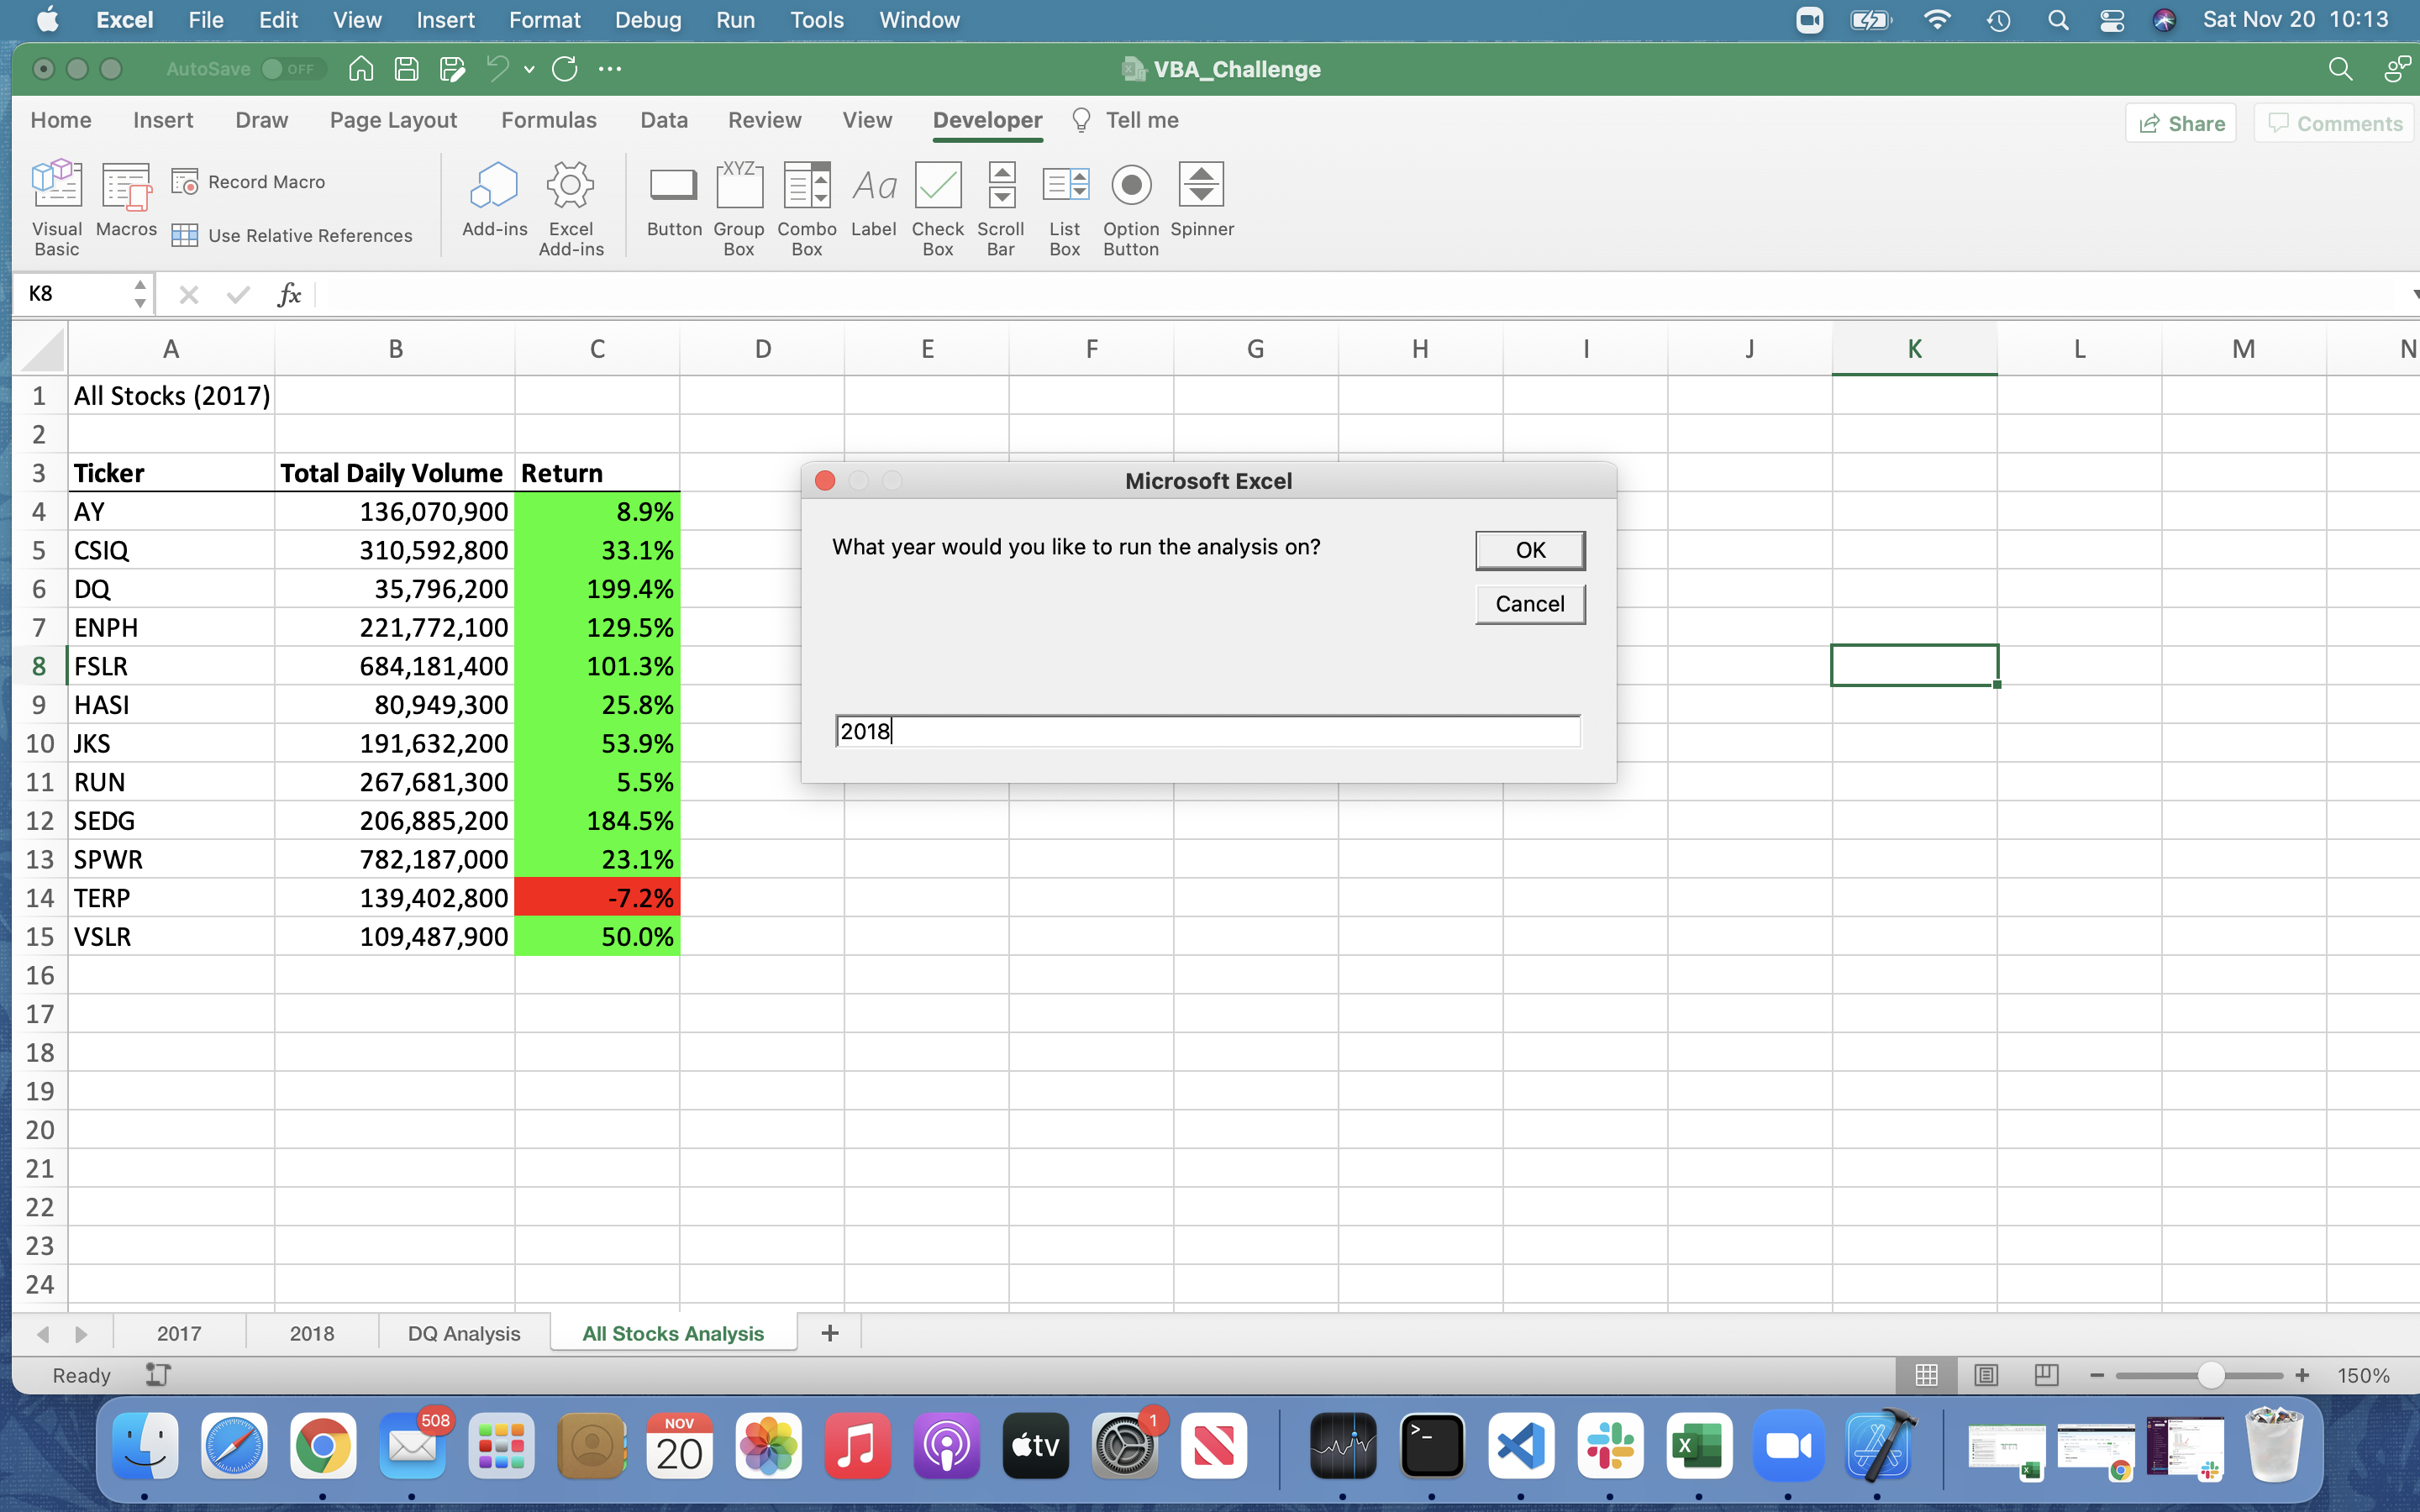 Excel File Edit View Insert Format Debug Run Tools Window Sat Nov 20 10:13
AutoSave OFF VBA_Challenge
Home Insert Draw Page Layout Formulas Data Review View Developer Tell me Share Comments
Visual Basic Macros Record Macro Use Relative References Add-ins Excel Add-ins Button XYZ Group Box Combo Box Aa Label Check Box Scroll Bar List Box Option Button Spinner
K8 fx
A B C D E F G H I J K L M N
1 All Stocks (2017)
2
3 Ticker Total Daily Volume Return
4 AY 136,070,900 8.9%
5 CSIQ 310,592,800 33.1%
6 DQ 35,796,200 199.4%
7 ENPH 221,772,100 129.5%
8 FSLR 684,181,400 101.3%
9 HASI 80,949,300 25.8%
10 JKS 191,632,200 53.9%
11 RUN 267,681,300 5.5%
12 SEDG 206,885,200 184.5%
13 SPWR 782,187,000 23.1%
14 TERP 139,402,800 -7.2%
15 VSLR 109,487,900 50.0%
16
17
18
19
20
21
22
23
24
Microsoft Excel
What year would you like to run the analysis on?
OK
Cancel
2018
2017 2018 DQ Analysis All Stocks Analysis +
Ready 150%
508 NOV 20 tv 1 >_ X